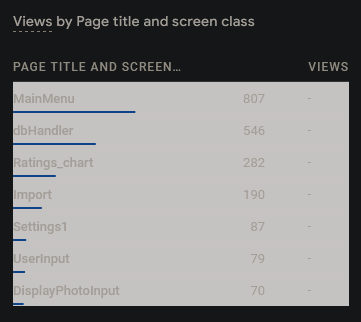 Views by Page title and screen class
PAGE TITLE AND SCREEN… VIEWS
MainMenu 807 -
dbHandler 546 -
Ratings_chart 282 -
Import 190 -
Settings1 87 -
UserInput 79 -
DisplayPhotoInput 70 -